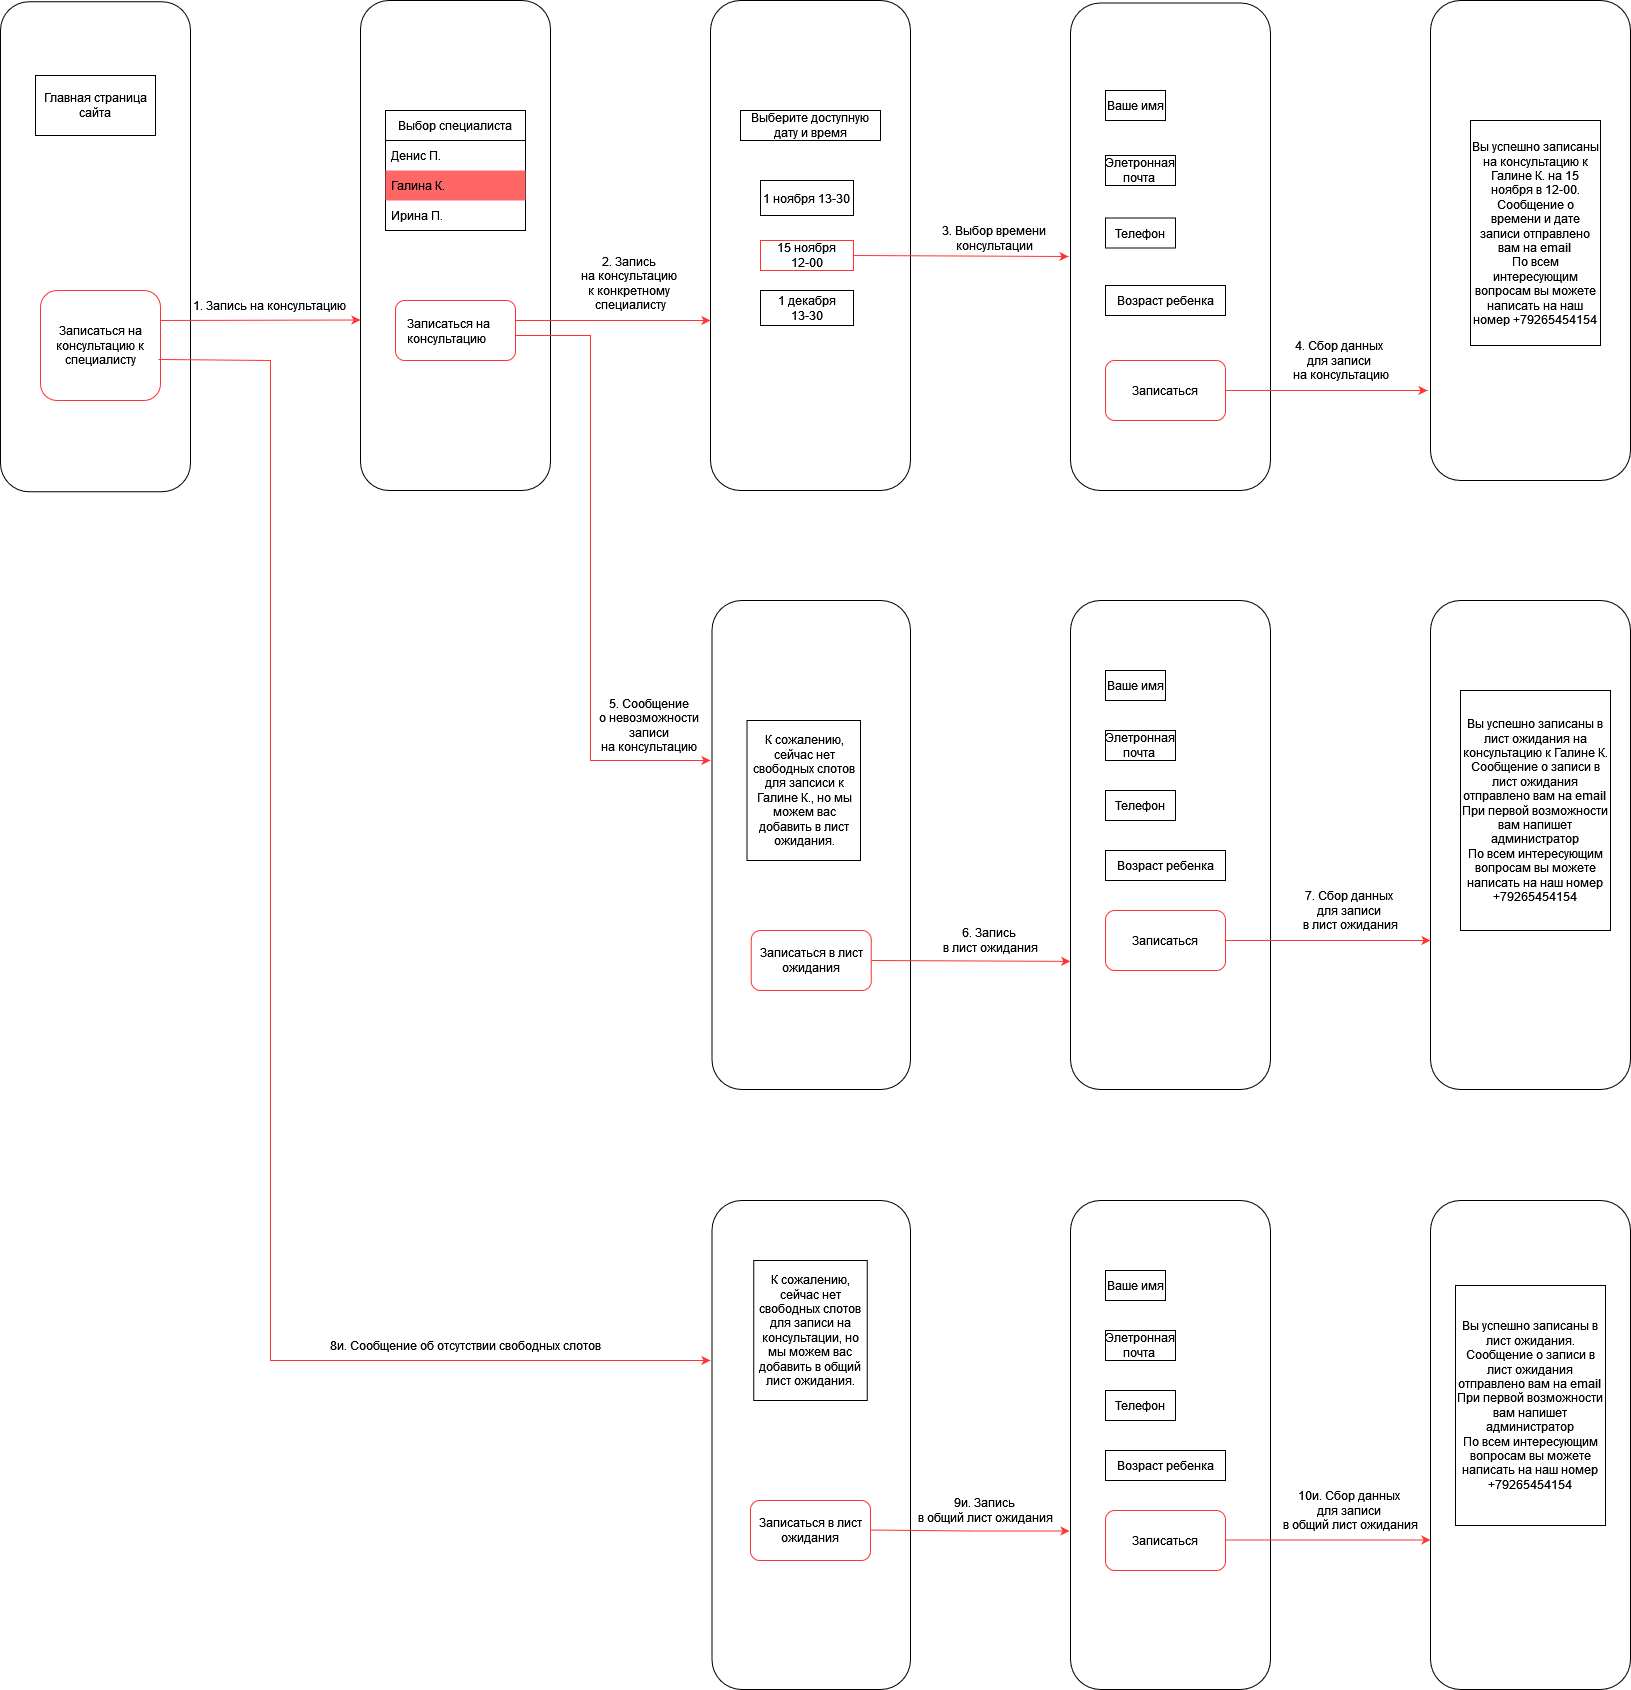 Главная страница
сайта
Записаться на
консультацию к
специалисту
1. Запись на консультацию
Выбор специалиста
Денис П.
Галина К.
Ирина П.
Записаться на
консультацию
2. Запись
на консультацию
к конкретному
специалисту
Выберите доступную
дату и время
1 ноября 13-30
15 ноября
12-00
1 декабря
13-30
3. Выбор времени
консультации
Ваше имя
Элетронная
почта
Телефон
Возраст ребенка
Записаться
4. Сбор данных
для записи
на консультацию
Вы успешно записаны
на консультацию к
Галине К. на 15
ноября в 12-00.
Сообщение о
времени и дате
записи отправлено
вам на email
По всем
интересующим
вопросам вы можете
написать на наш
номер +79265454154
5. Сообщение
о невозможности
записи
на консультацию
К сожалению,
сейчас нет
свободных слотов
для запсиси к
Галине К., но мы
можем вас
добавить в лист
ожидания.
Записаться в лист
ожидания
6. Запись
в лист ожидания
Ваше имя
Элетронная
почта
Телефон
Возраст ребенка
Записаться
7. Сбор данных
для записи
в лист ожидания
Вы успешно записаны в
лист ожидания на
консультацию к Галине К.
Сообщение о записи в
лист ожидания
отправлено вам на email
При первой возможности
вам напишет
администратор
По всем интересующим
вопросам вы можете
написать на наш номер
+79265454154
8и. Сообщение об отсутствии свободных слотов
К сожалению,
сейчас нет
свободных слотов
для записи на
консультации, но
мы можем вас
добавить в общий
лист ожидания.
Записаться в лист
ожидания
9и. Запись
в общий лист ожидания
Ваше имя
Элетронная
почта
Телефон
Возраст ребенка
Записаться
10и. Сбор данных
для записи
в общий лист ожидания
Вы успешно записаны в
лист ожидания.
Сообщение о записи в
лист ожидания
отправлено вам на email
При первой возможности
вам напишет
администратор
По всем интересующим
вопросам вы можете
написать на наш номер
+79265454154